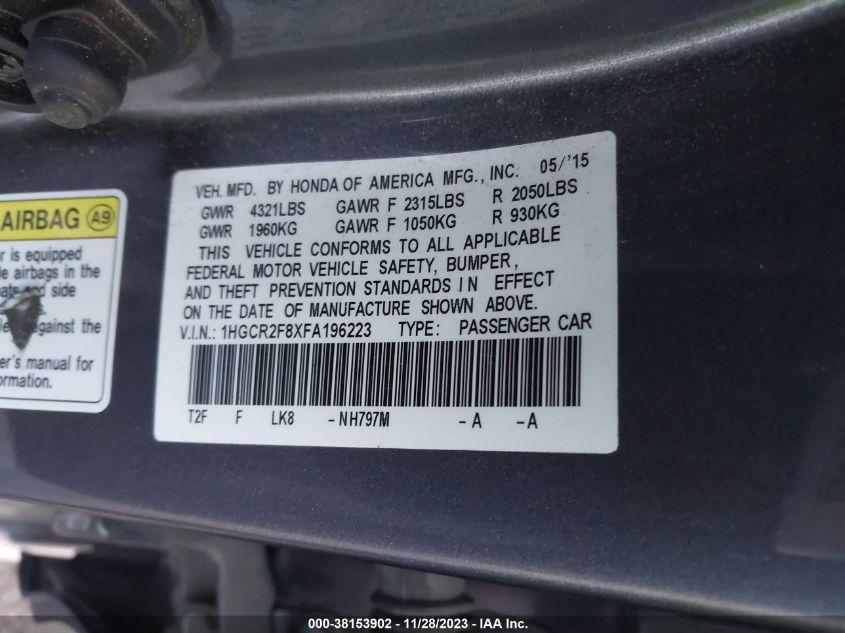 VEH. MFD. BY HONDA OF AMERICA MFG., INC. 05/'15
GVWR 4321LBS GAWR F 2315LBS R 2050LBS
GVWR 1960KG GAWR F 1050KG R 930KG
THIS VEHICLE CONFORMS TO ALL APPLICABLE
FEDERAL MOTOR VEHICLE SAFETY, BUMPER,
AND THEFT PREVENTION STANDARDS IN EFFECT
ON THE DATE OF MANUFACTURE SHOWN ABOVE.
V.I.N.: 1HGCR2F8XFA196223 TYPE: PASSENGER CAR
T2F F LK8 -NH797M -A -A
AIRBAG A9
is equipped
airbags in the
and side
against the
er's manual for
ormation.
000-38153902 - 11/28/2023 - IAA Inc.